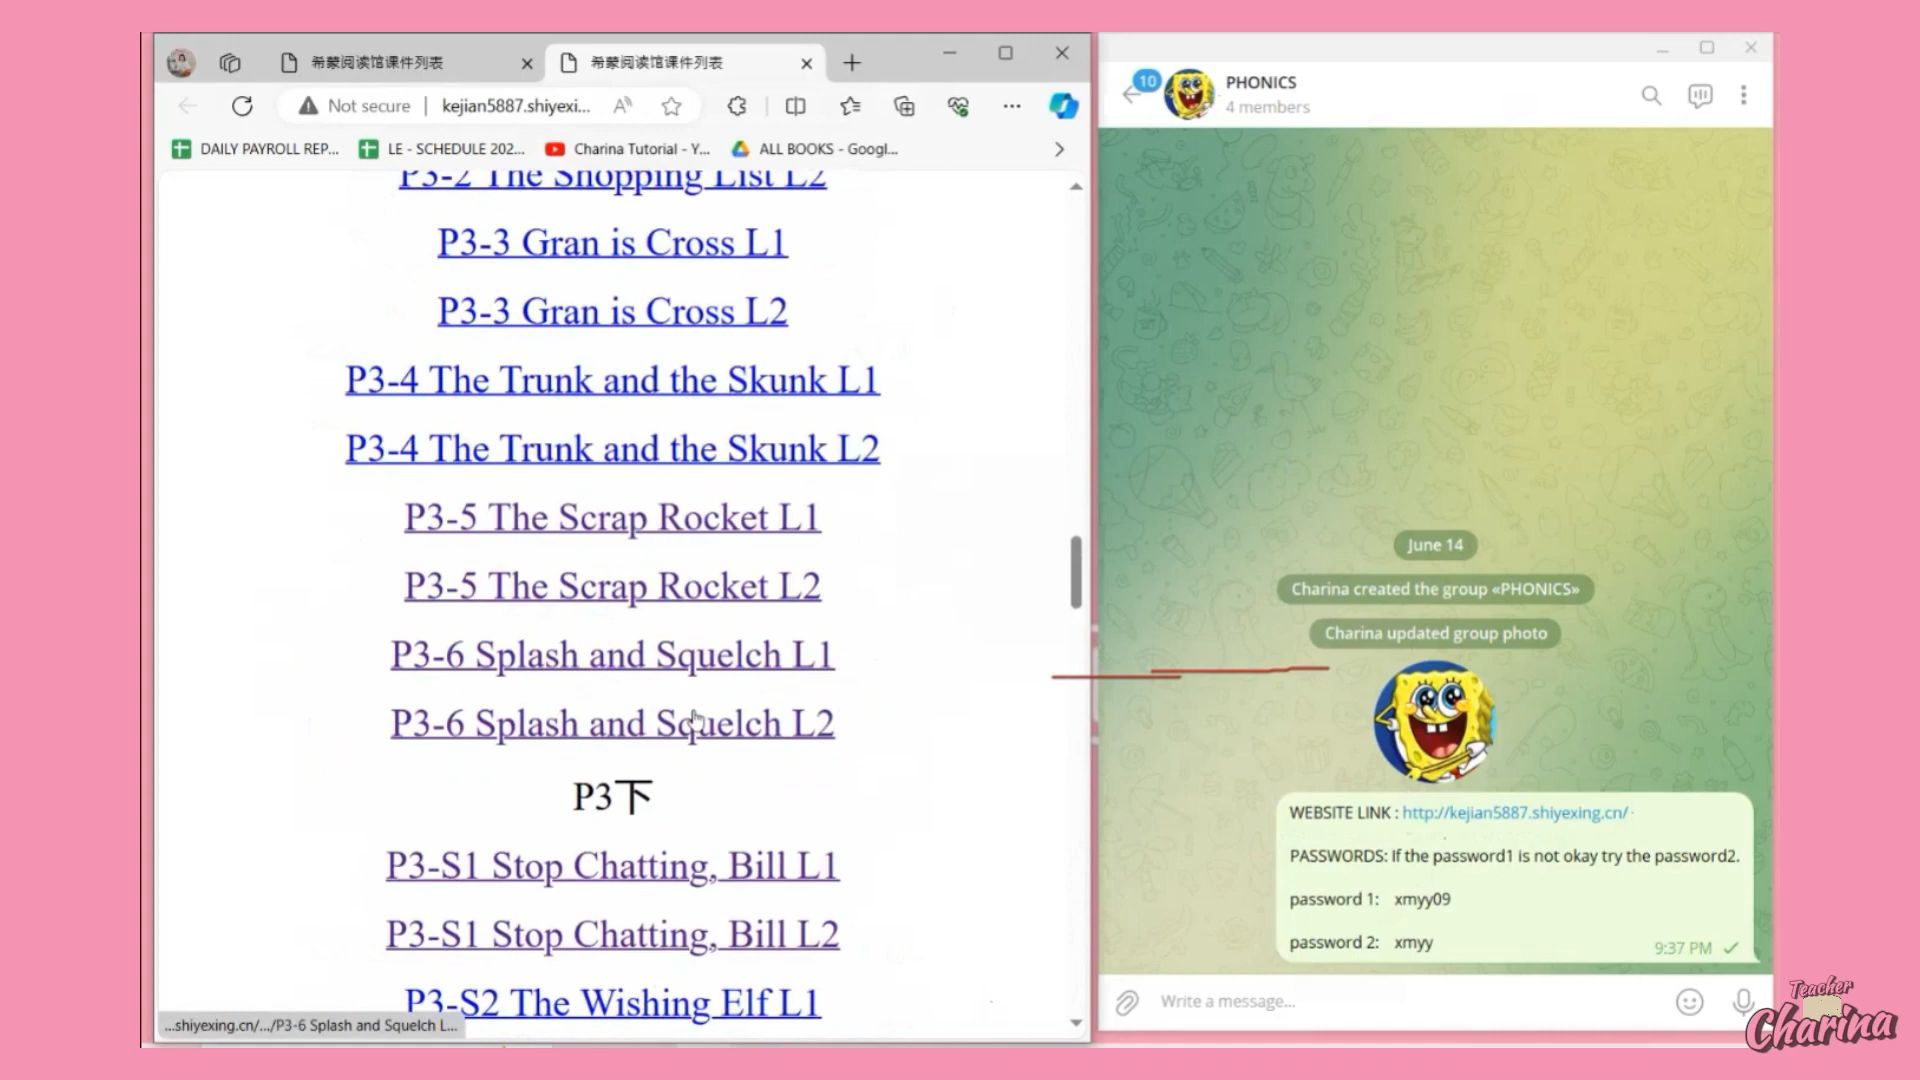 希蒙阅读馆课件列表
希蒙阅读馆课件列表
Not secure
kejian5887.shiyexi...
DAILY PAYROLL REP...
LE - SCHEDULE 202...
Charina Tutorial - Y...
ALL BOOKS - Googl...
P3-2 The Shopping List L2
P3-3 Gran is Cross L1
P3-3 Gran is Cross L2
P3-4 The Trunk and the Skunk L1
P3-4 The Trunk and the Skunk L2
P3-5 The Scrap Rocket L1
P3-5 The Scrap Rocket L2
P3-6 Splash and Squelch L1
P3-6 Splash and Squelch L2
P3下
P3-S1 Stop Chatting, Bill L1
P3-S1 Stop Chatting, Bill L2
P3-S2 The Wishing Elf L1
...shiyexing.cn/.../P3-6 Splash and Squelch L...
10
PHONICS
4 members
June 14
Charina created the group «PHONICS»
Charina updated group photo
WEBSITE LINK : http://kejian5887.shiyexing.cn/
PASSWORDS: If the password1 is not okay try the password2.
password 1: xmyy09
password 2: xmyy
9:37 PM
Write a message...
Teacher
Charina